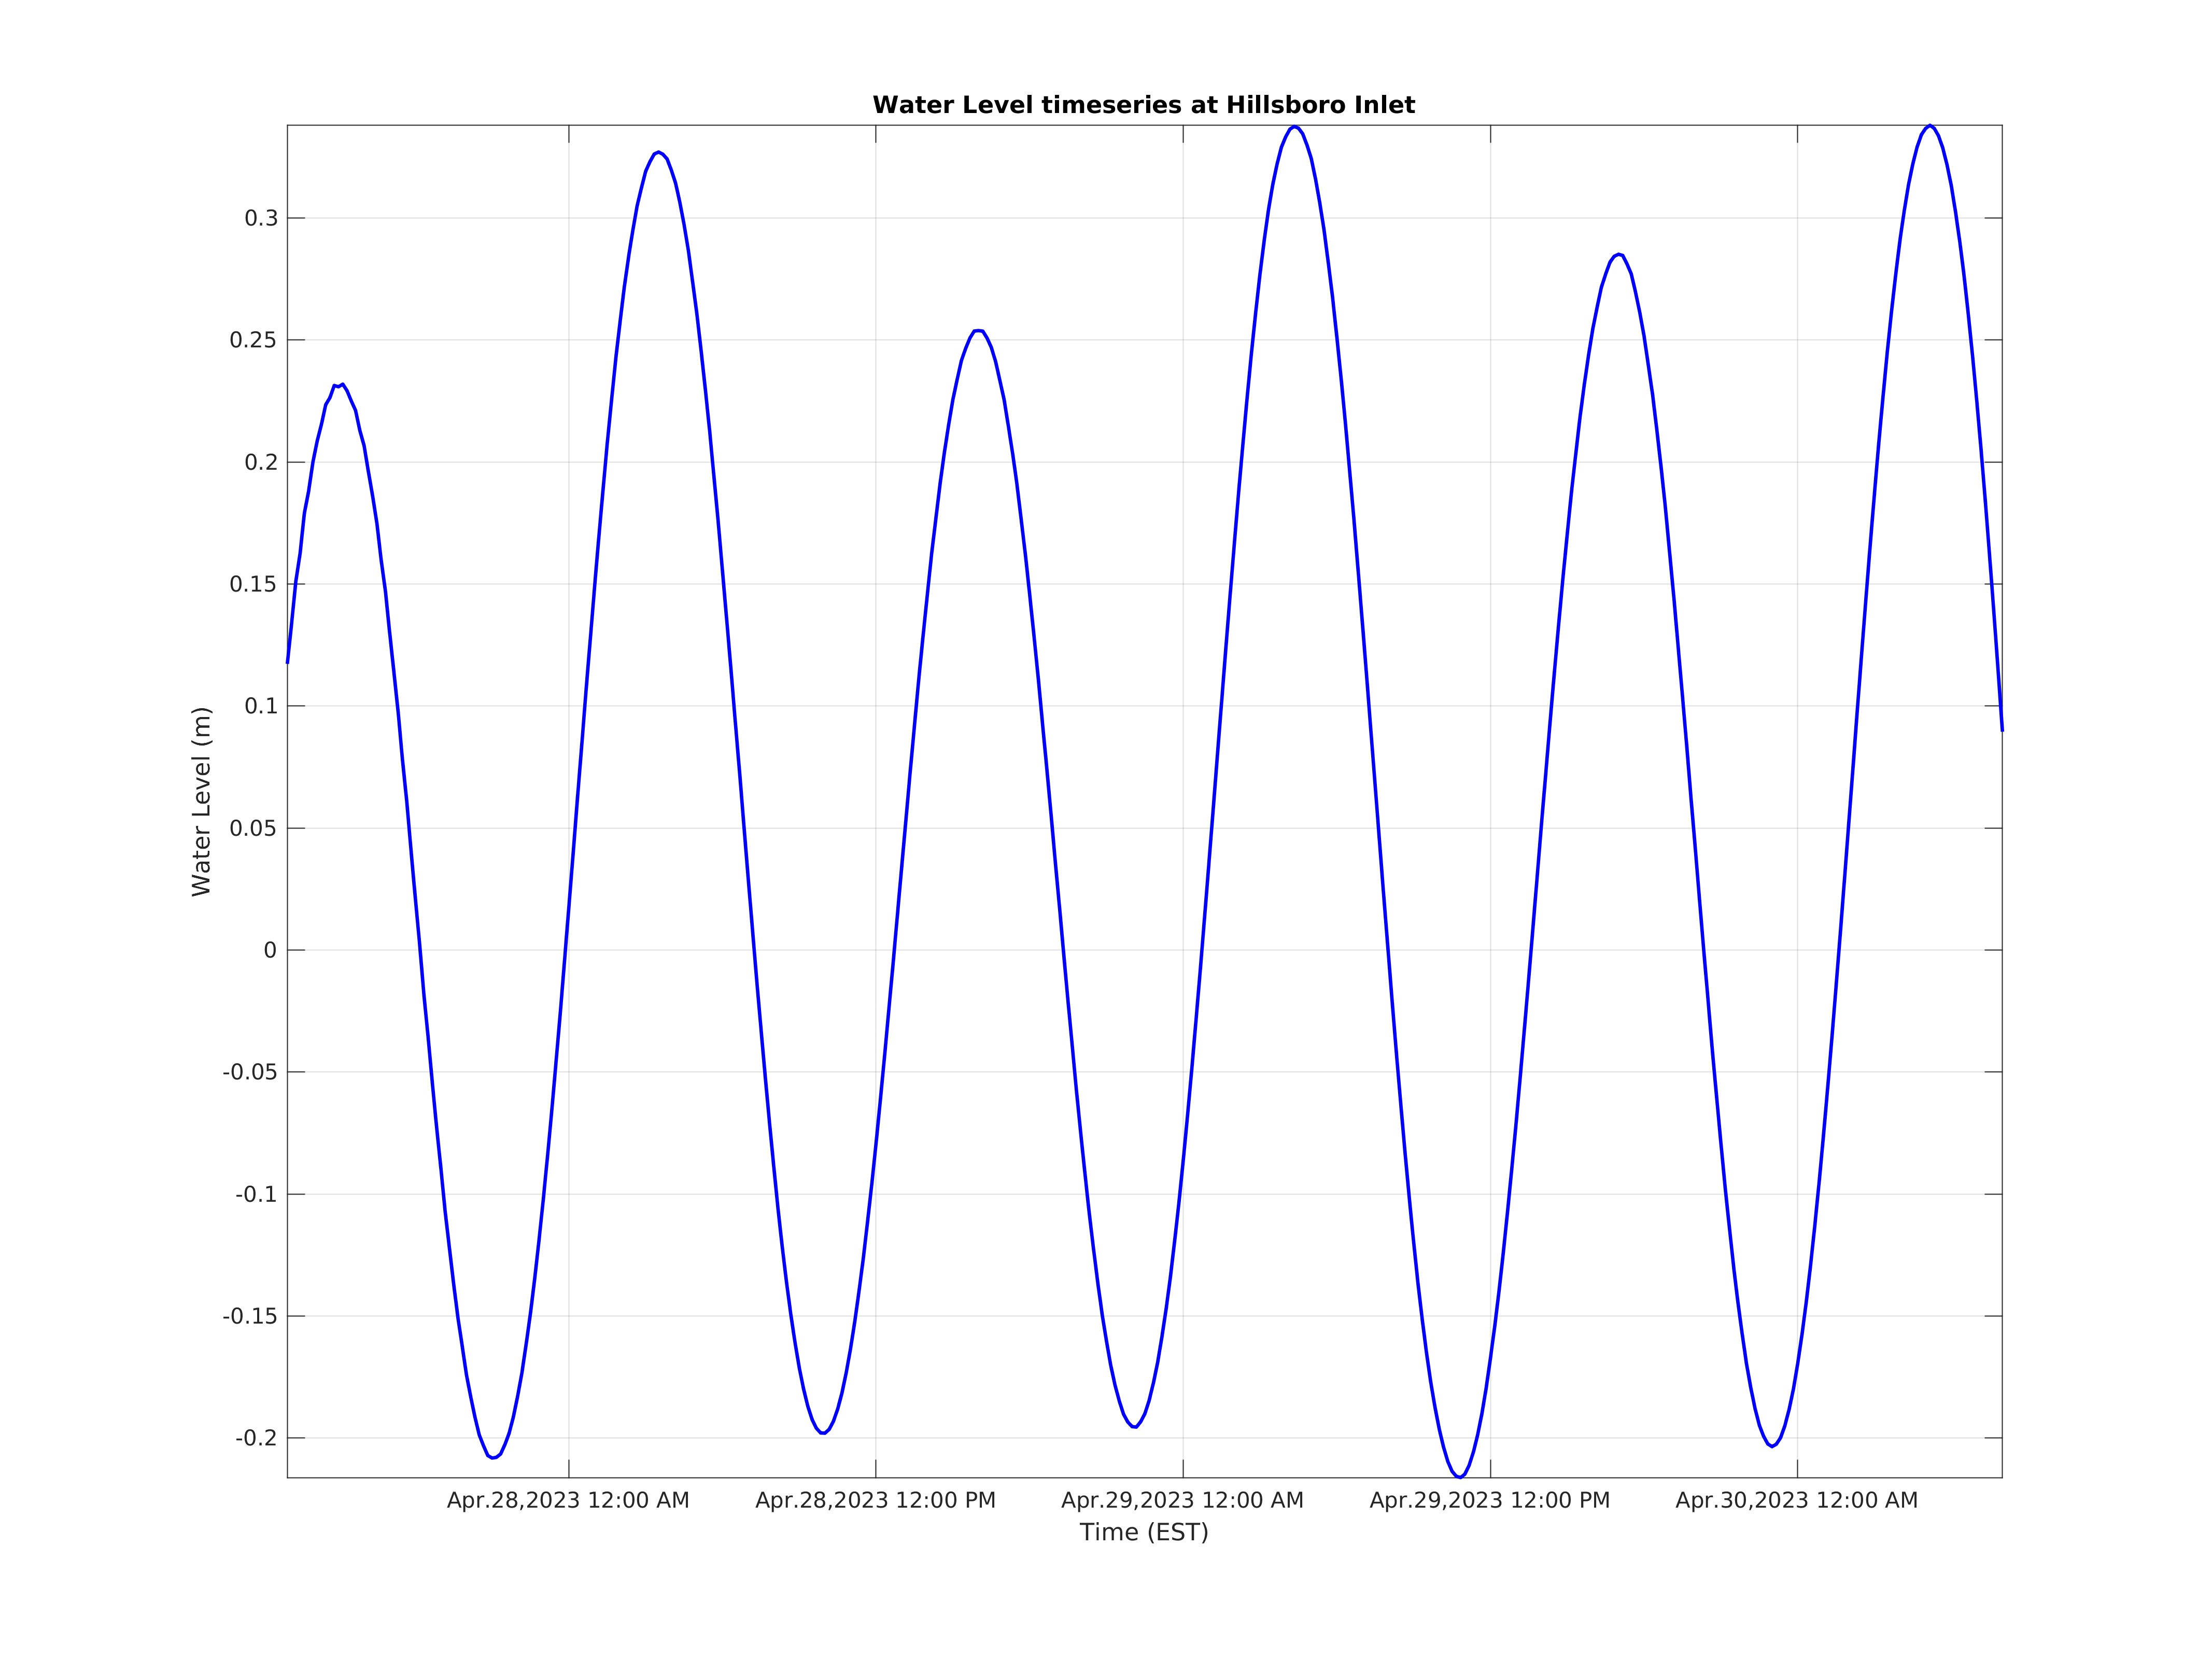 Water Level timeseries at Hillsboro Inlet
0.3
0.25
0.2
0.15
0.1
0.05
0
-0.05
-0.1
-0.15
-0.2
Water Level (m)
Apr.28,2023 12:00 AM
Apr.28,2023 12:00 PM
Apr.29,2023 12:00 AM
Apr.29,2023 12:00 PM
Apr.30,2023 12:00 AM
Time (EST)